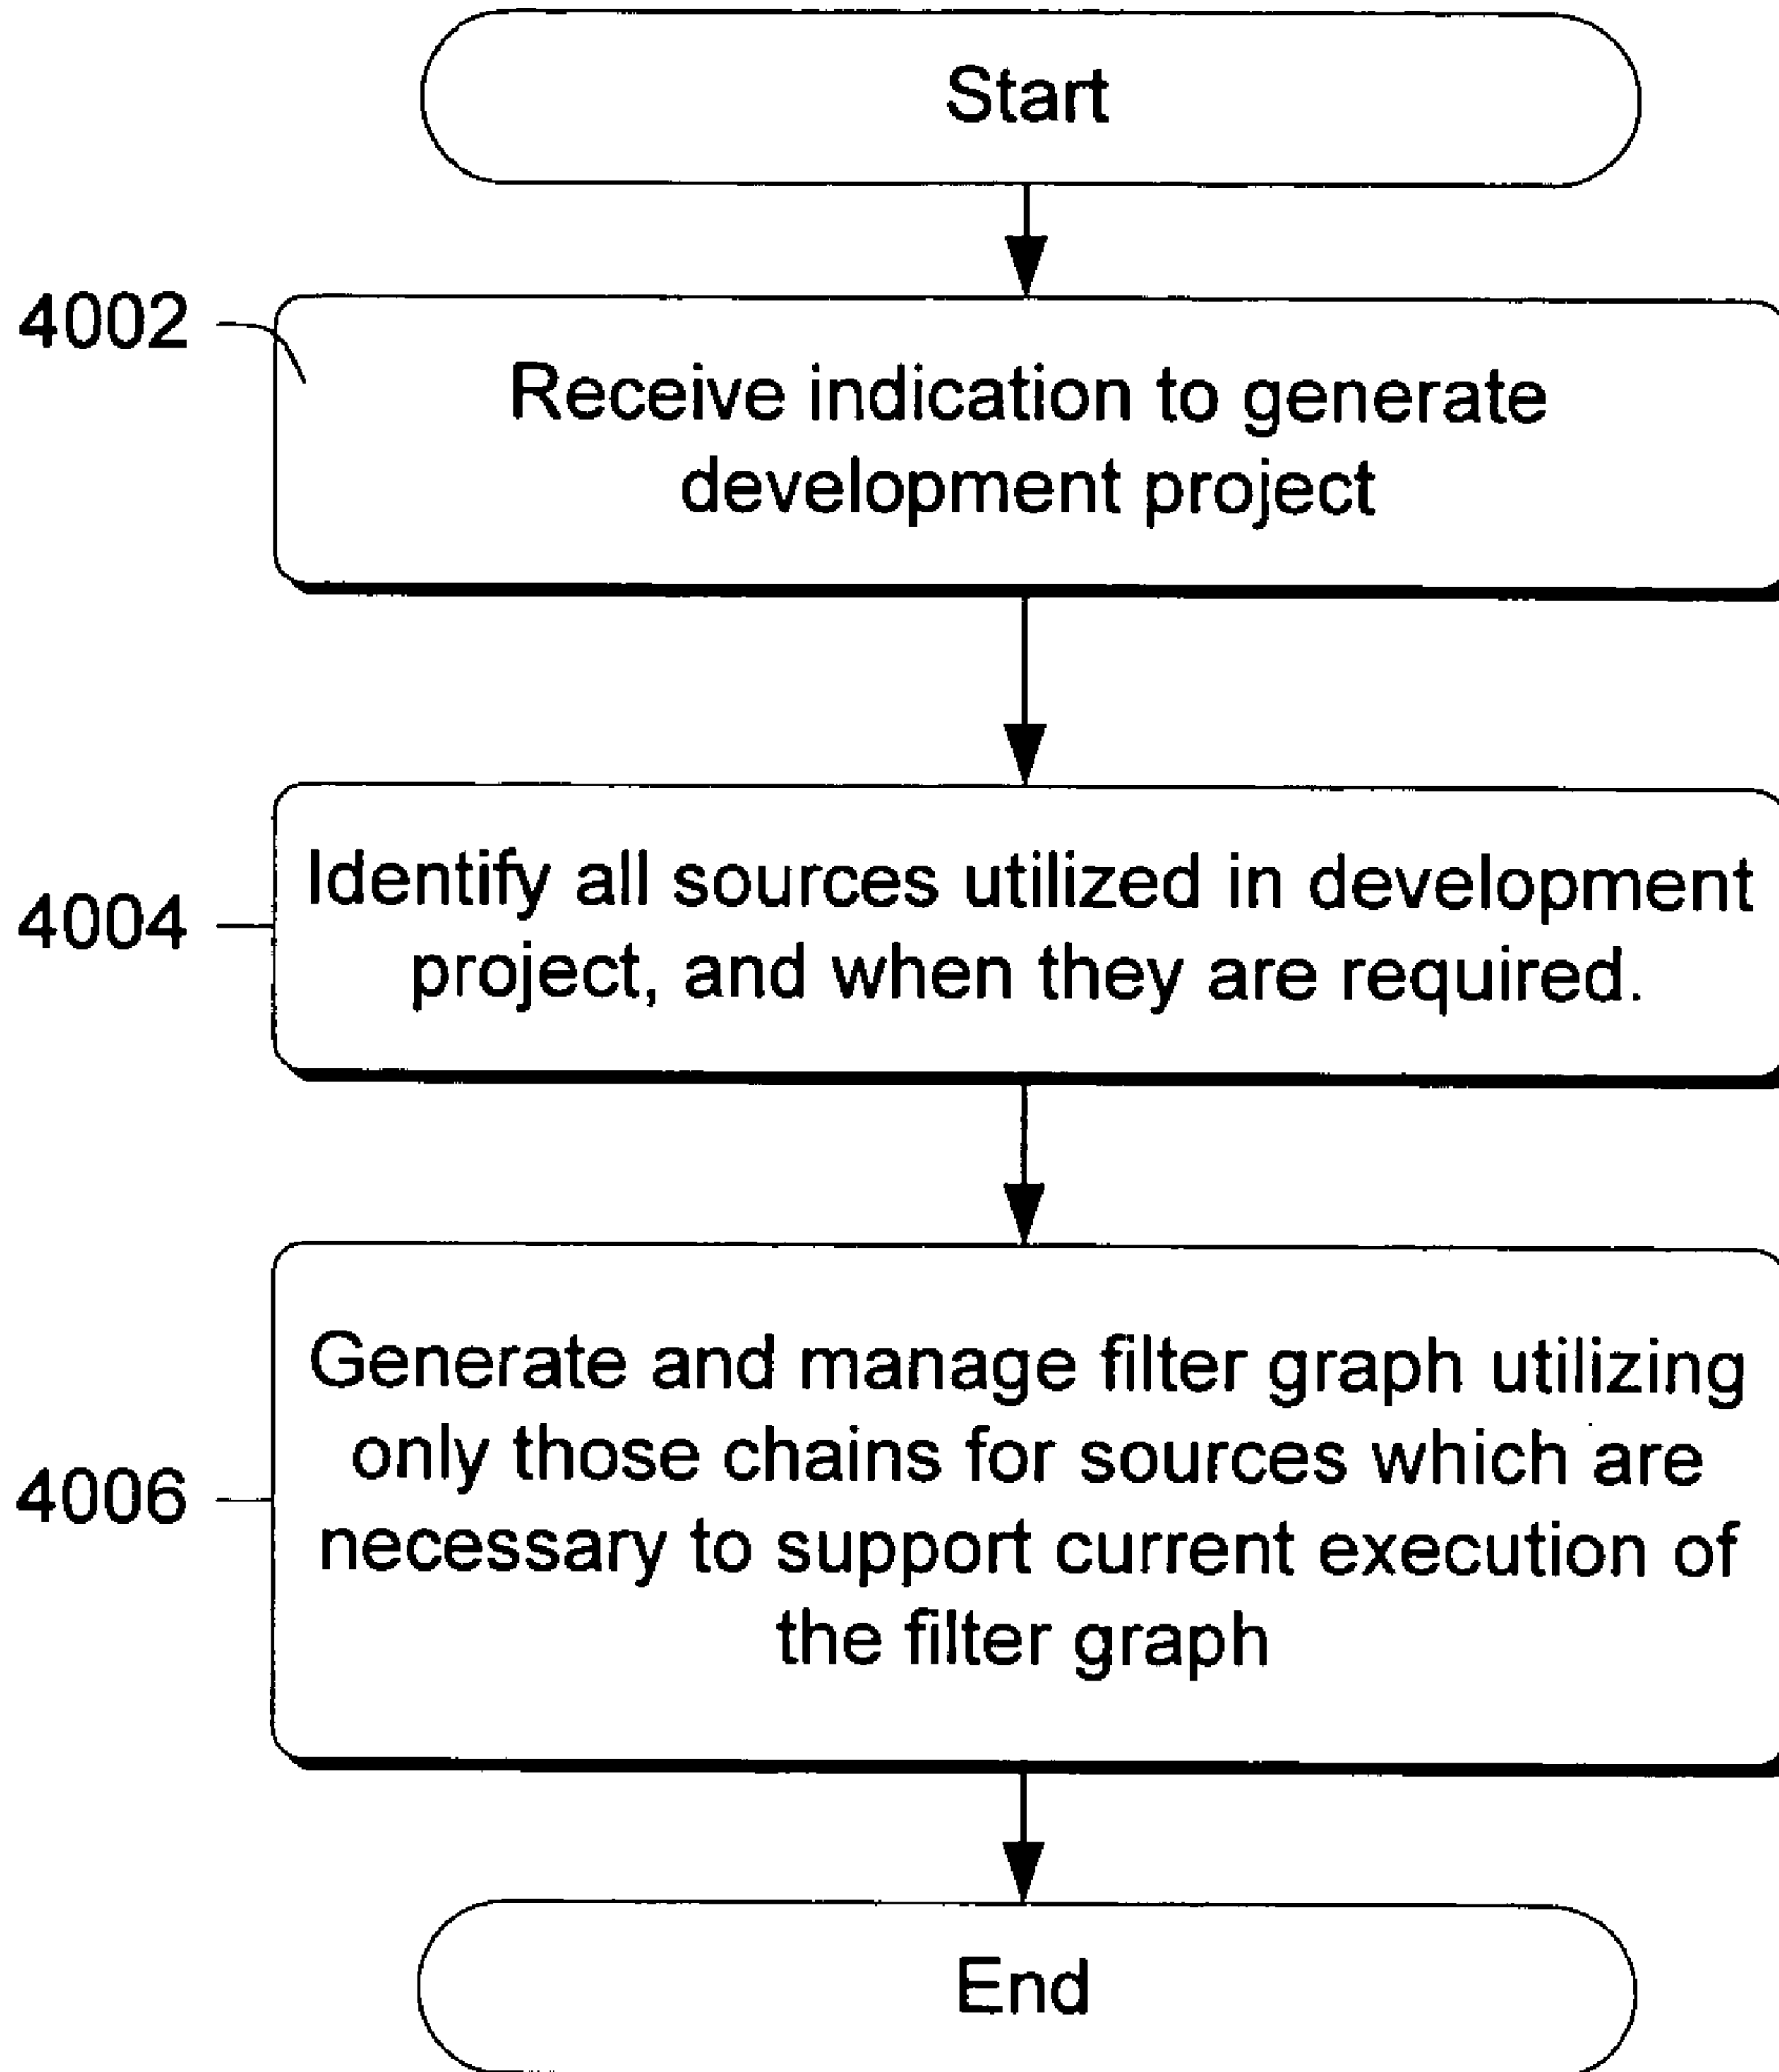 Start
4002
Receive indication to generate
development project
4004
Identify all sources utilized in development
project, and when they are required.
4006
Generate and manage filter graph utilizing
only those chains for sources which are
necessary to support current execution of
the filter graph
End